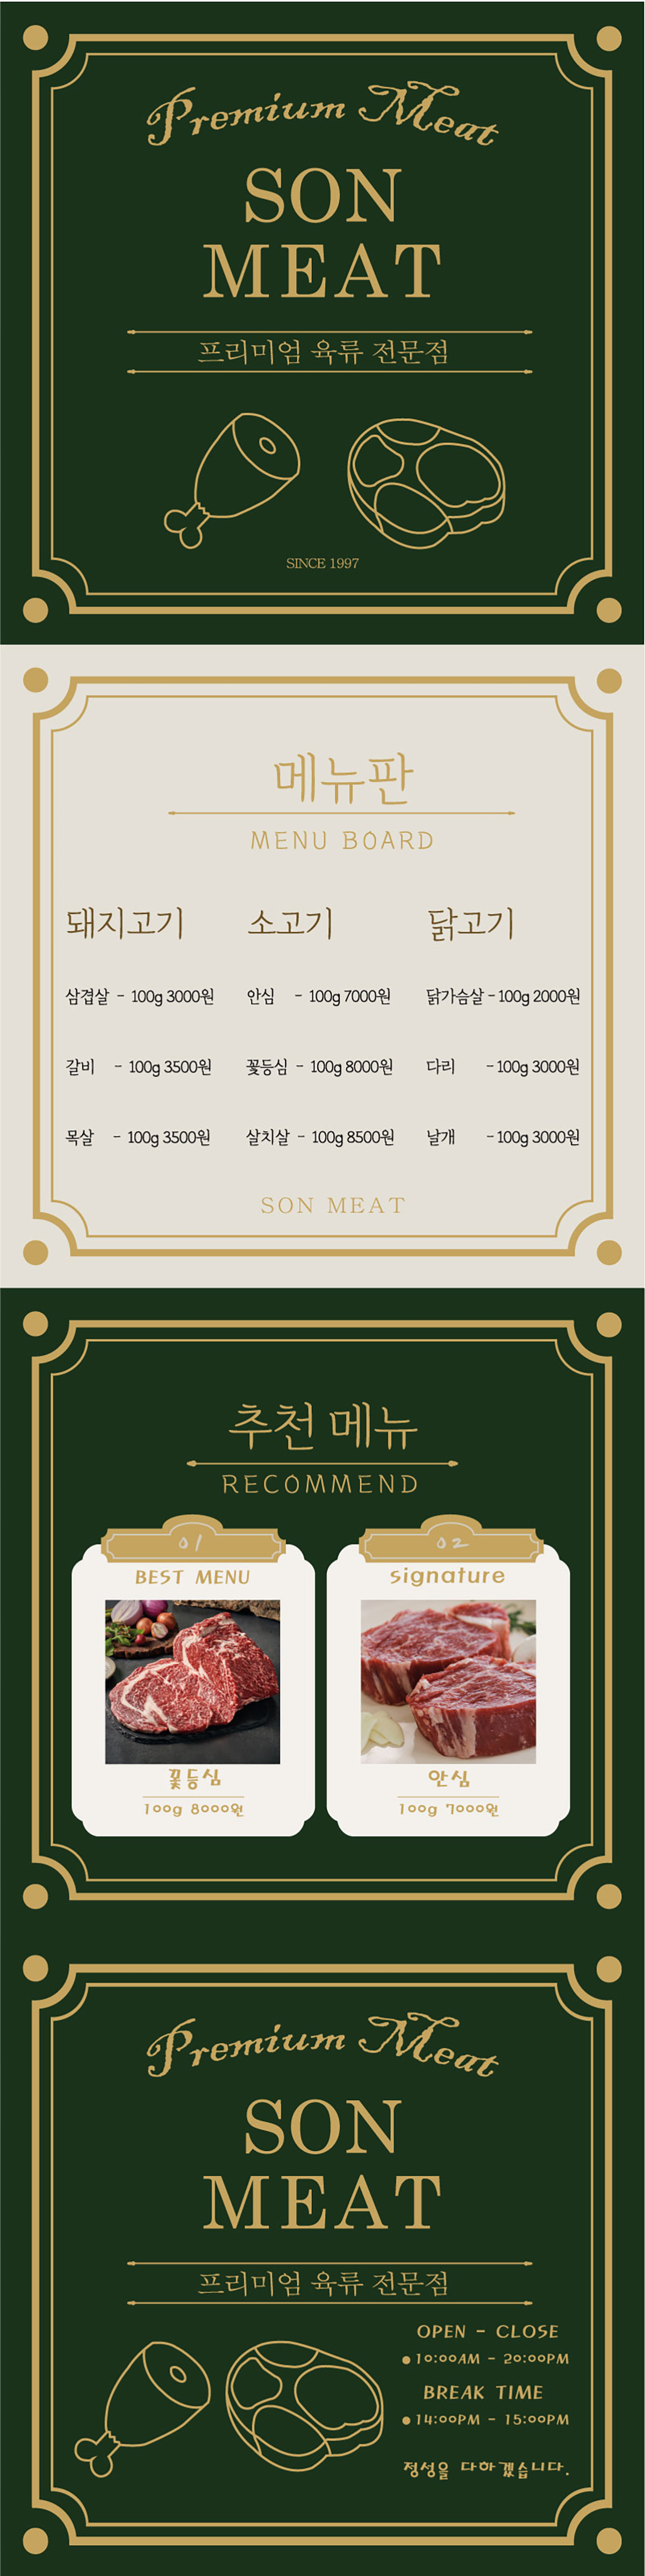 Premium Meat
SON
MEAT
프리미엄 육류 전문점
SINCE 1997
메뉴판
MENU BOARD
돼지고기
삼겹살 - 100g 3000원
갈비 - 100g 3500원
목살 - 100g 3500원
소고기
안심 - 100g 7000원
꽃등심 - 100g 8000원
살치살 - 100g 8500원
닭고기
닭가슴살 - 100g 2000원
다리 - 100g 3000원
날개 - 100g 3000원
SON MEAT
추천 메뉴
RECOMMEND
01
BEST MENU
꽃등심
100g 8000원
02
signature
안심
100g 7000원
Premium Meat
SON
MEAT
프리미엄 육류 전문점
OPEN - CLOSE
●10:00AM - 20:00PM
BREAK TIME
●14:00PM - 15:00PM
정성을 다하겠습니다.